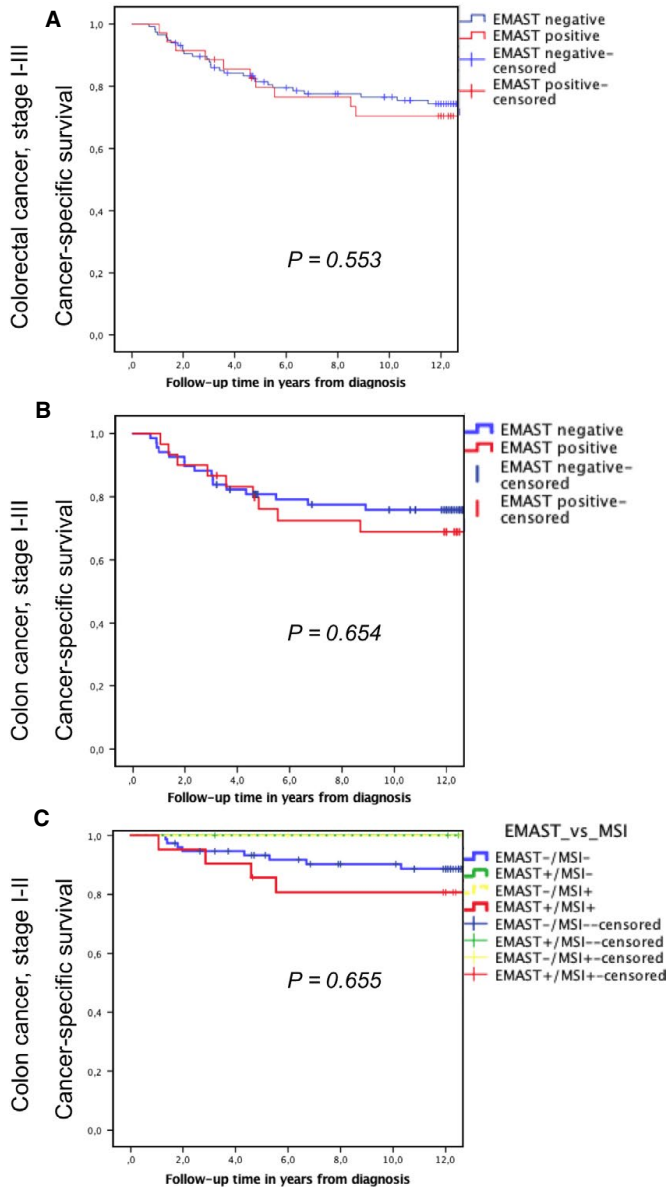 A
Colorectal cancer, stage I-III
Cancer-specific survival
1,0
0,8
0,6
0,4
0,2
0,0
P = 0.553
,0 2,0 4,0 6,0 8,0 10,0 12,0
Follow-up time in years from diagnosis
EMAST negative
EMAST positive
EMAST negative-
censored
EMAST positive-
censored
B
Colon cancer, stage I-III
Cancer-specific survival
1,0
0,8
0,6
0,4
0,2
0,0
P = 0.654
,0 2,0 4,0 6,0 8,0 10,0 12,0
Follow-up time in years from diagnosis
EMAST negative
EMAST positive
EMAST negative-
censored
EMAST positive-
censored
C
Colon cancer, stage I-II
Cancer-specific survival
1,0
0,8
0,6
0,4
0,2
0,0
P = 0.655
,0 2,0 4,0 6,0 8,0 10,0 12,0
Follow-up time in years from diagnosis
EMAST_vs_MSI
EMAST-/MSI-
EMAST+/MSI-
EMAST-/MSI+
EMAST+/MSI+
EMAST-/MSI--censored
EMAST+/MSI--censored
EMAST-/MSI+-censored
EMAST+/MSI+-censored